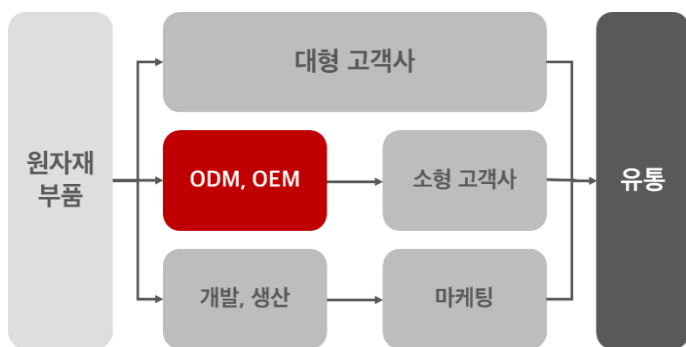 원자재
부품
대형 고객사
ODM, OEM
소형 고객사
개발, 생산
마케팅
유통